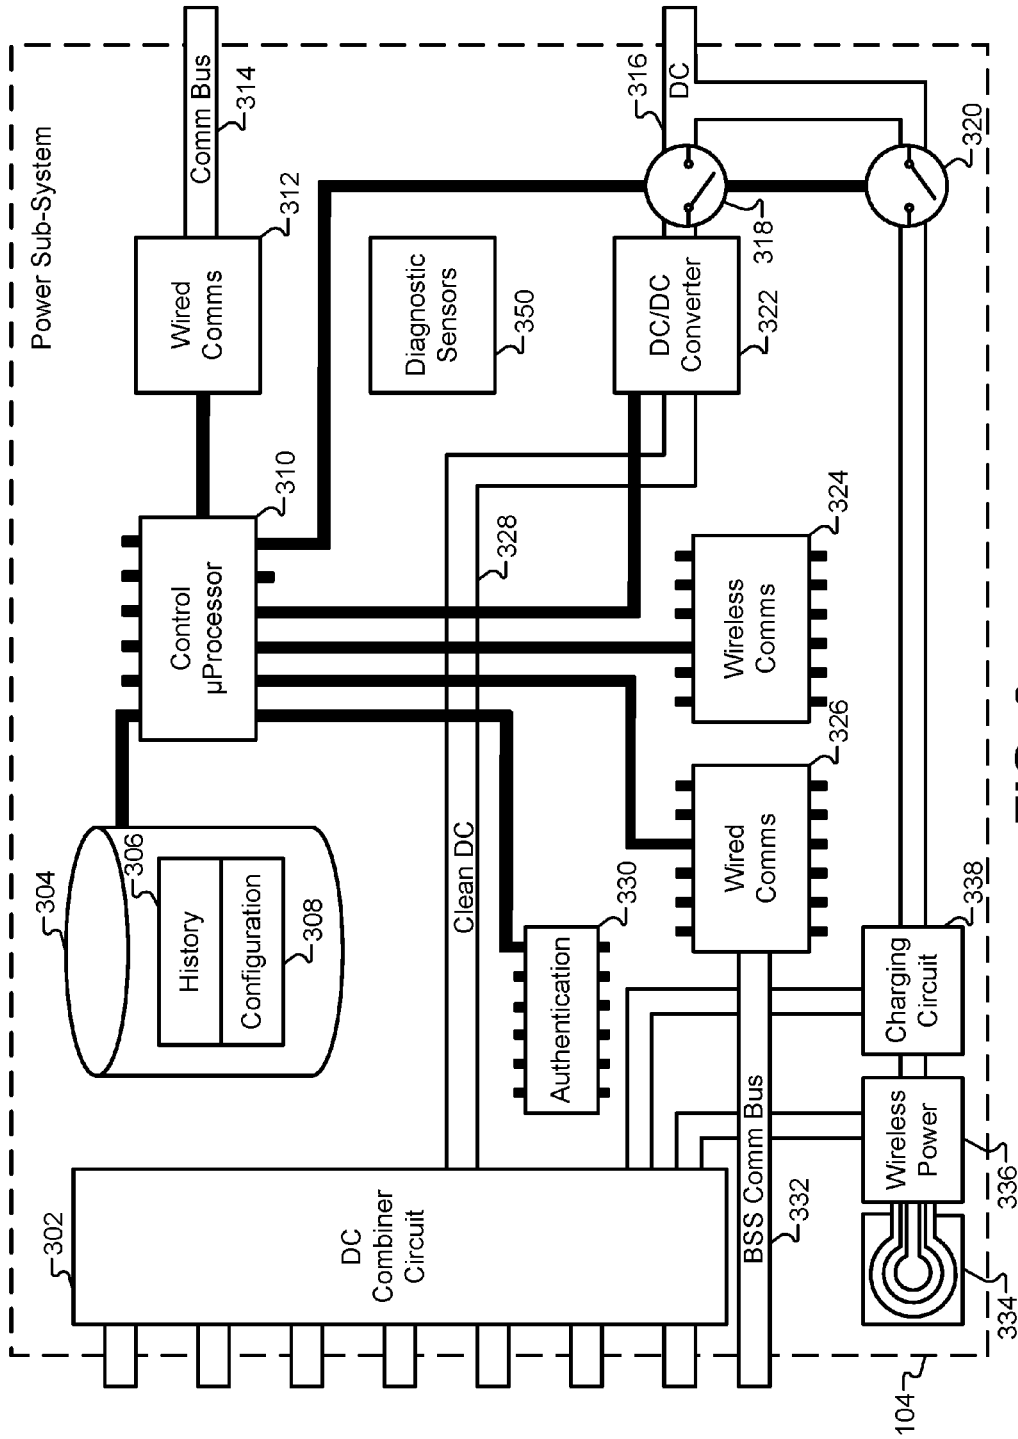 Power Sub-System
Comm Bus
314
316
DC
320
Wired
Comms
312
Diagnostic
Sensors
350
318
DC/DC
Converter
322
Control
µProcessor
310
328
Wireless
Comms
324
304
306
History
Configuration
308
Clean DC
Authentication
330
Wired
Comms
326
Charging
Circuit
338
302
DC
Combiner
Circuit
BSS Comm Bus
332
Wireless
Power
336
334
104